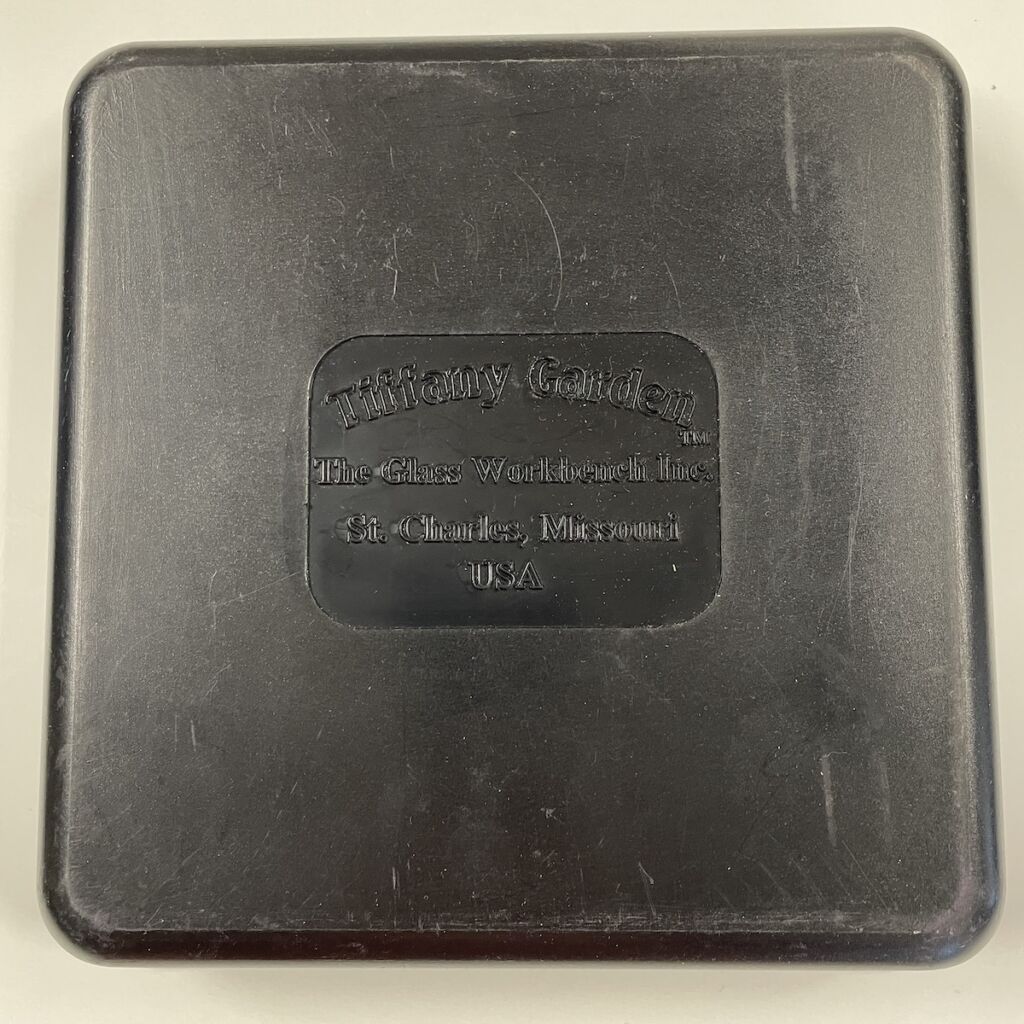 Tiffany Garden
TM
The Glass Workbench Inc.
St. Charles, Missouri
USA